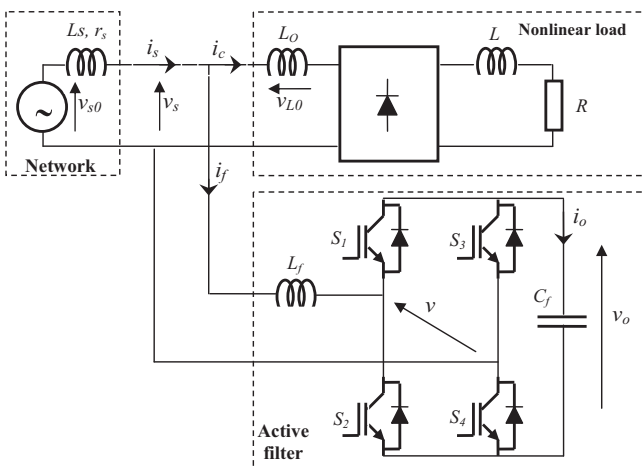 Ls, rs
is
ic
LO
L
Nonlinear load
vs0
vs
vL0
R
~
Network
if
S1
S3
io
Lf
v
Cf
vo
S2
S4
Active
filter